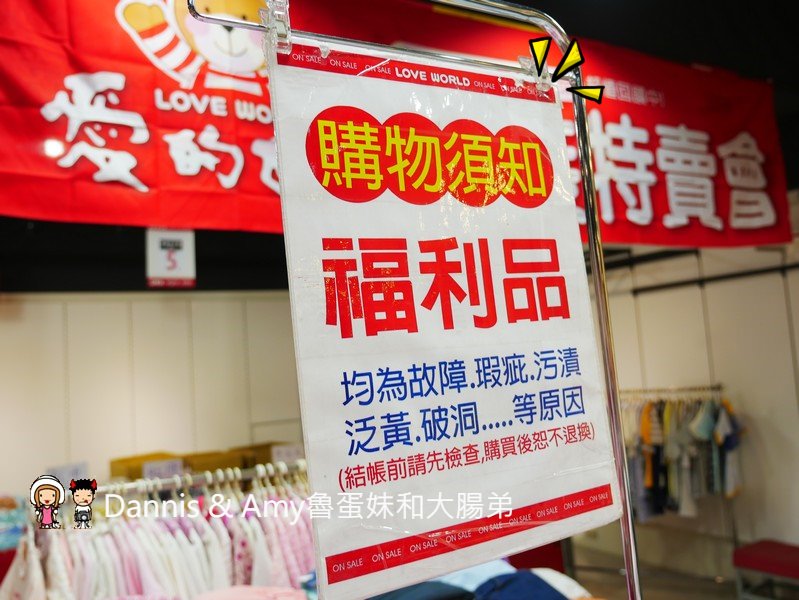 LOVE WORLD
愛的
特賣會
5
ON SALE ON SALE ON SALE LOVE WORLD ON SALE ON SALE ON SALE
購物須知
福利品
均為故障.瑕疵.污漬
泛黃.破洞.....等原因
(結帳前請先檢查,購買後恕不退換)
ON SALE ON SALE ON SALE ON SALE ON SALE ON SALE ON SALE
Dannis & Amy魯蛋妹和大腸弟